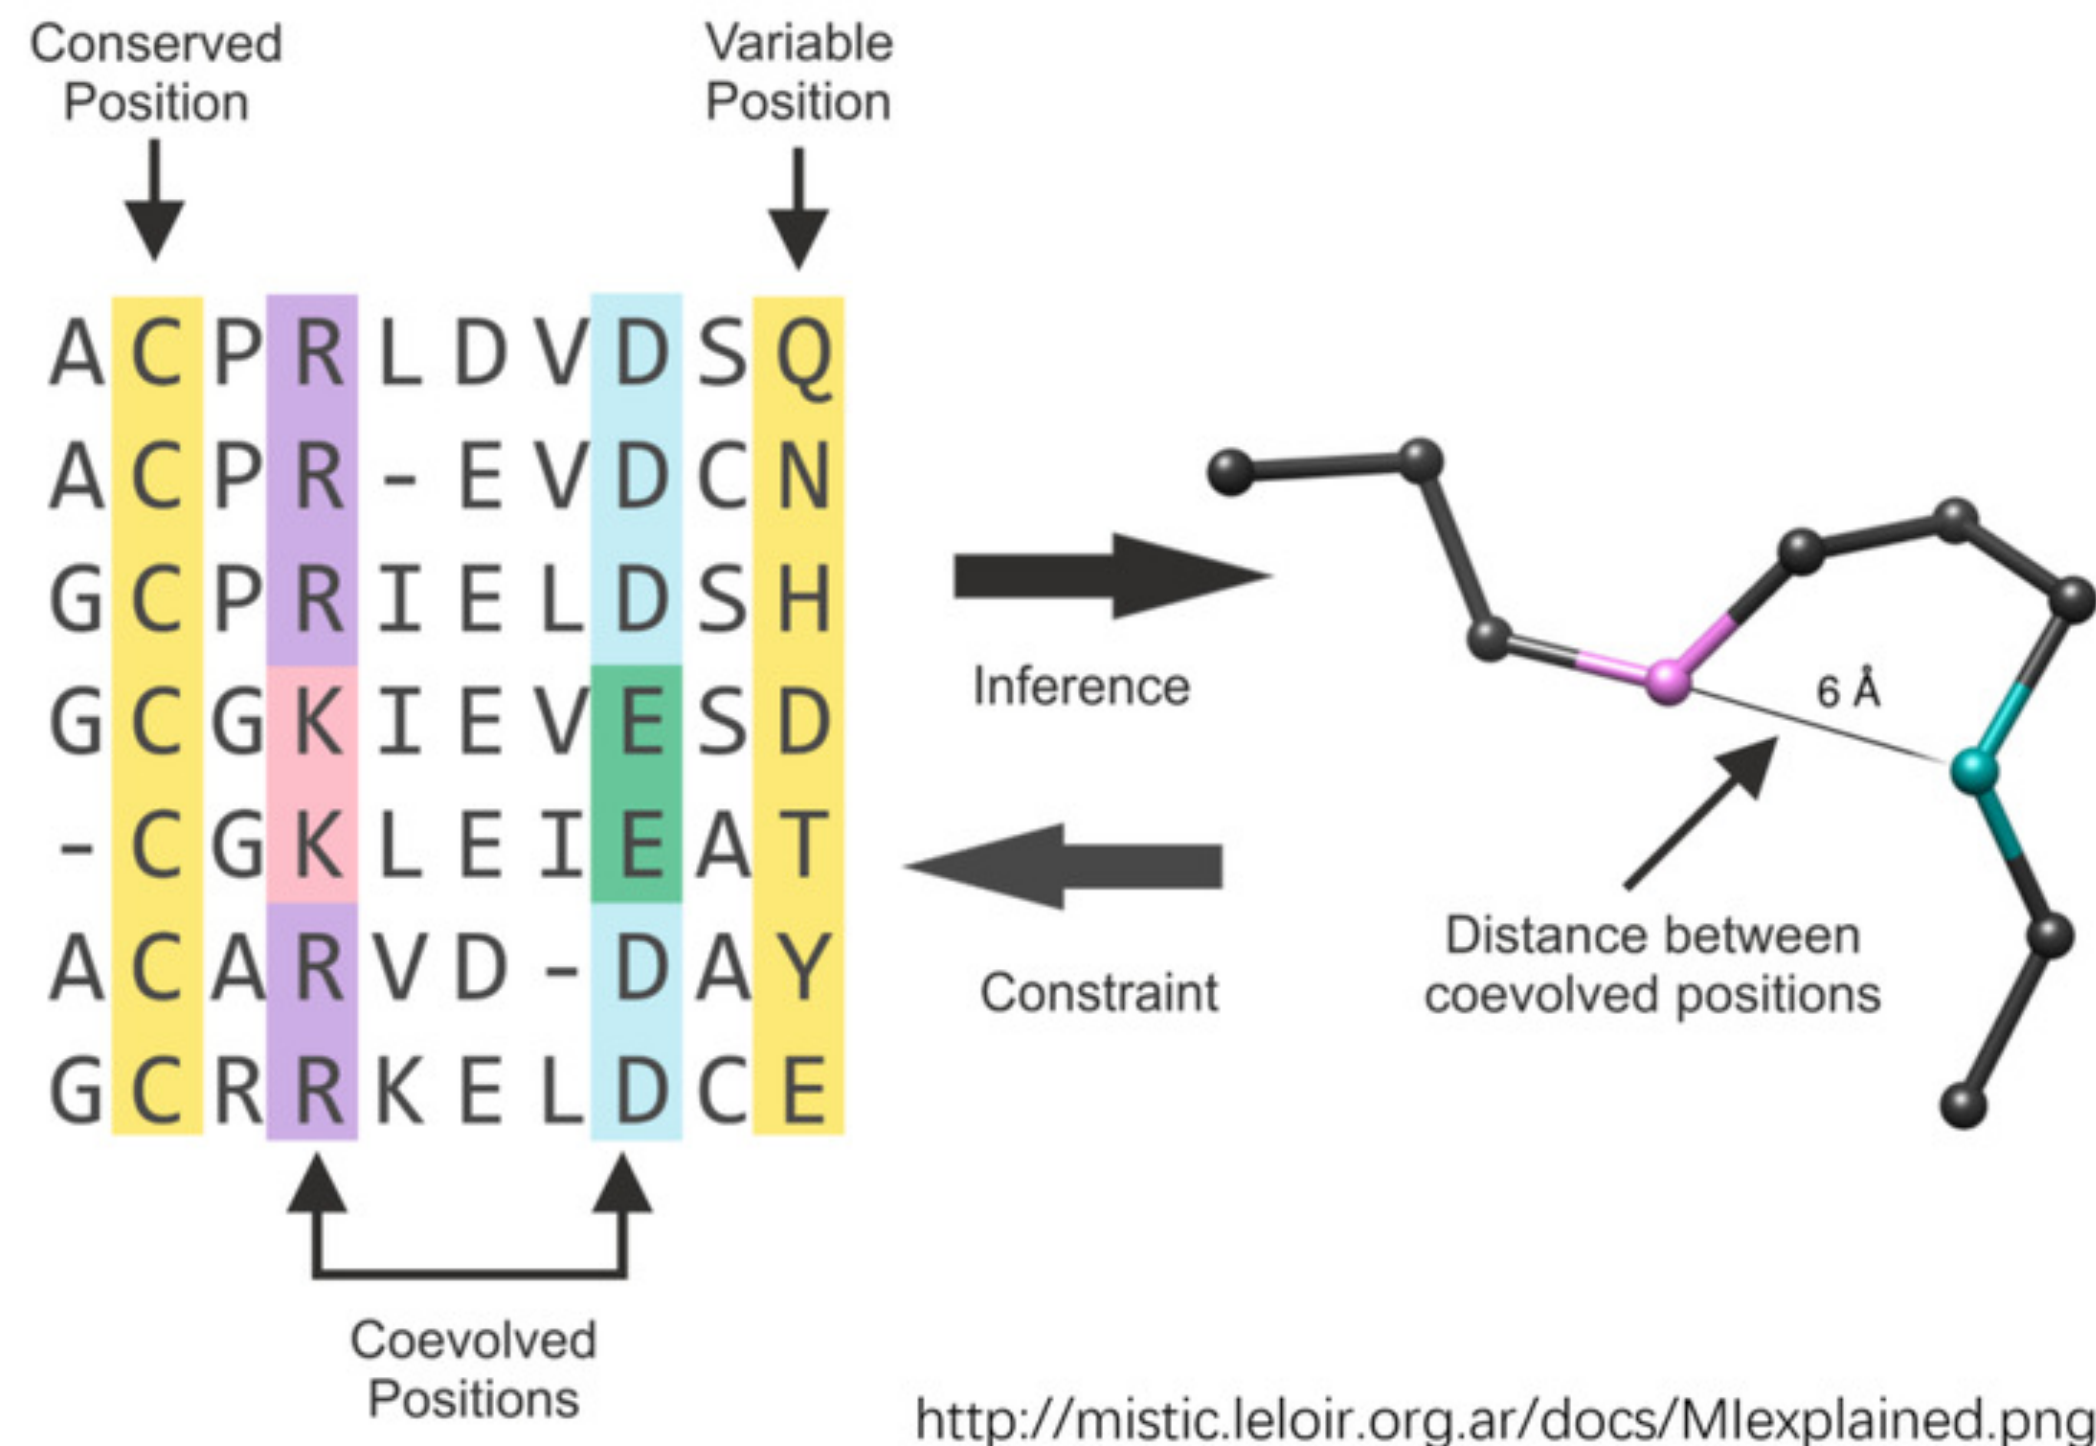 Conserved
Position
Variable
Position
A C P R L D V D S Q
A C P R - E V D C N
G C P R I E L D S H
G C G K I E V E S D
- C G K L E I E A T
A C A R V D - D A Y
G C R R K E L D C E
Coevolved
Positions
Inference
Constraint
6 Å
Distance between
coevolved positions
http://mistic.leloir.org.ar/docs/MIexplained.png